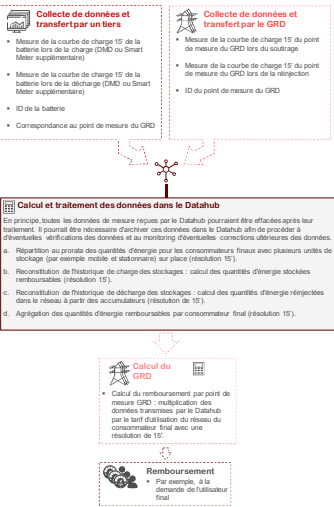 Collecte de données et
transfert par un tiers
• Mesure de la courbe de charge 15' de la
batterie lors de la charge (DMD ou Smart
Meter supplémentaire)
• Mesure de la courbe de charge 15' de la
batterie lors de la décharge (DMD ou Smart
Meter supplémentaire)
• ID de la batterie
• Correspondance au point de mesure du GRD
Collecte de données et
transfert par le GRD
• Mesure de la courbe de charge 15' du point
de mesure du GRD lors du soutirage
• Mesure de la courbe de charge 15' du point
de mesure du GRD lors de la réinjection
• ID du point de mesure du GRD
Calcul et traitement des données dans le Datahub
En principe, toutes les données de mesure reçues par le Datahub pourraient être effacées après leur
traitement. Il pourrait être nécessaire d'archiver ces données dans le Datahub afin de procéder à
d'éventuelles vérifications des données et au monitoring d'éventuelles corrections ultérieures des données.
a. Répartition au prorata des quantités d'énergie pour les consommateurs finaux avec plusieurs unités de
stockage (par exemple mobile et stationnaire) sur place (résolution 15').
b. Reconstitution de l'historique de charge des stockages : calcul des quantités d'énergie stockées
remboursables (résolution 15').
c. Reconstitution de l'historique de décharge des stockages : calcul des quantités d'énergie réinjectées
dans le réseau à partir des accumulateurs (résolution de 15').
d. Agrégation des quantités d'énergie remboursables par consommateur final (résolution 15').
Calcul du
GRD
• Calcul du remboursement par point de
mesure GRD : multiplication des
données transmises par le Datahub
par le tarif d'utilisation du réseau du
consommateur final avec une
résolution de 15'.
Remboursement
• Par exemple, à la
demande de l'utilisateur
final